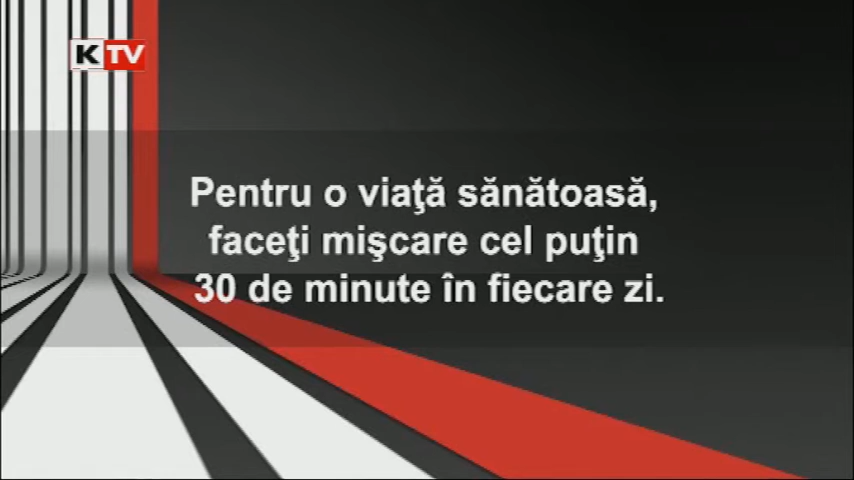 KTV
Pentru o viaţă sănătoasă,
faceţi mişcare cel puţin
30 de minute în fiecare zi.